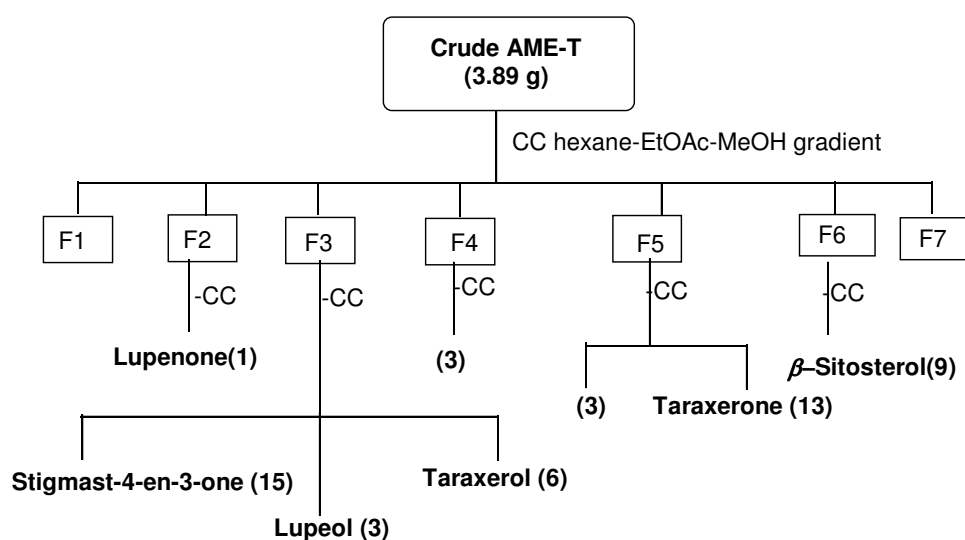 Crude AME-T
(3.89 g)
CC hexane-EtOAc-MeOH gradient
F1
F2
F3
F4
F5
F6
F7
-CC
-CC
-CC
-CC
-CC
Lupenone(1)
(3)
β–Sitosterol(9)
(3)
Taraxerone (13)
Stigmast-4-en-3-one (15)
Taraxerol (6)
Lupeol (3)